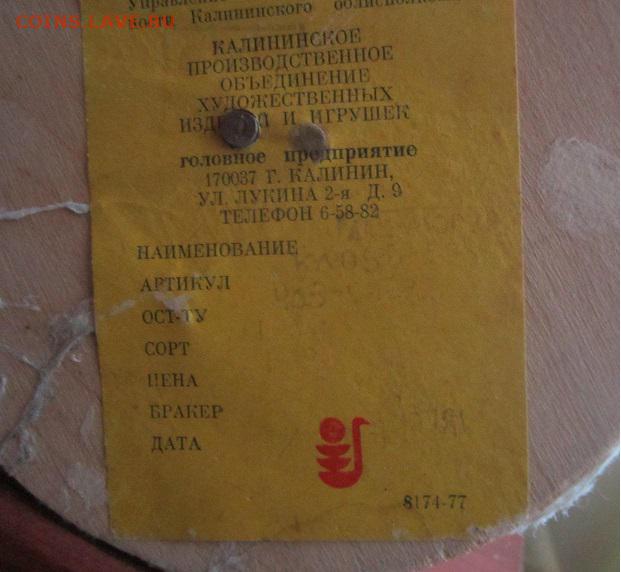 COINS.LAVE.RU
Управление
Калининского облисполкома
КАЛИНИНСКОЕ
ПРОИЗВОДСТВЕННОЕ
ОБЪЕДИНЕНИЕ
ХУДОЖЕСТВЕННЫХ
И ИГРУШЕК
головное предприятие
170037 Г. КАЛИНИН,
УЛ. ЛУКИНА 2-я Д. 9
ТЕЛЕФОН 6-58-82
НАИМЕНОВАНИЕ
АРТИКУЛ
ОСТ-ТУ
СОРТ
ЦЕНА
БРАКЕР
ДАТА
8174-77